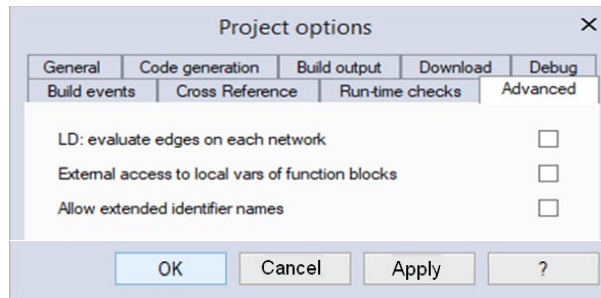 Project options ×
General Code generation Build output Download Debug
Build events Cross Reference Run-time checks Advanced
LD: evaluate edges on each network
External access to local vars of function blocks
Allow extended identifier names
OK Cancel Apply ?